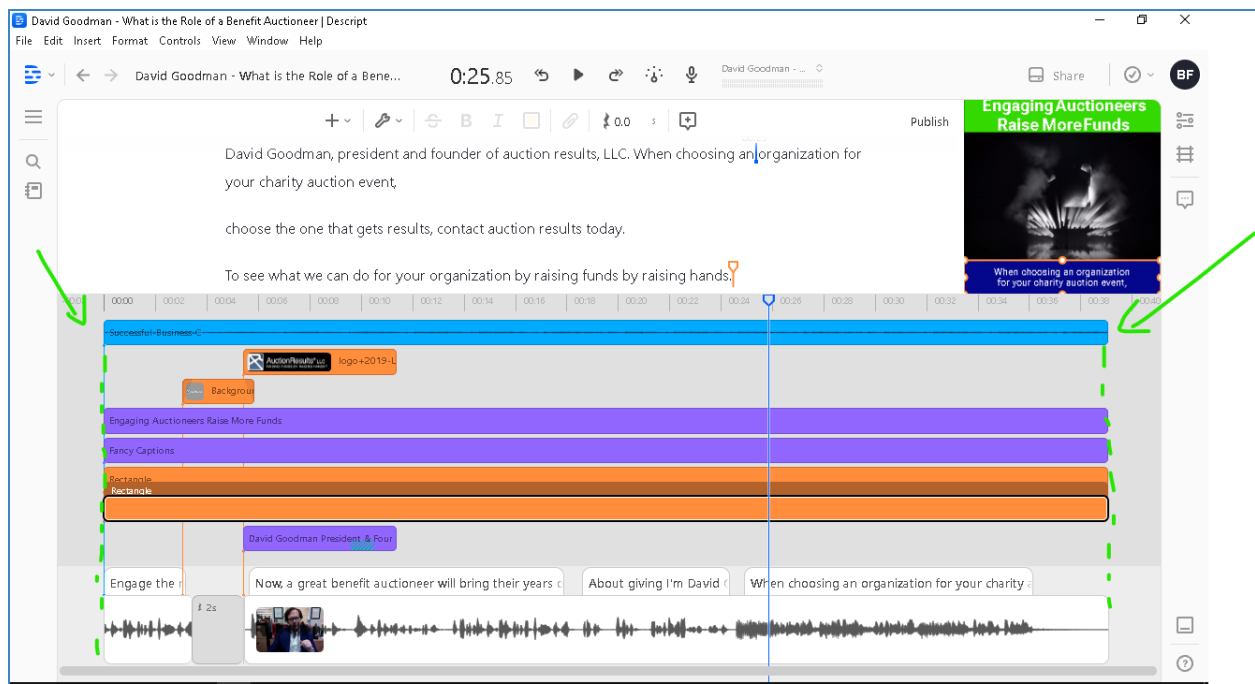 David Goodman - What is the Role of a Benefit Auctioneer | Descript
File Edit Insert Format Controls View Window Help
David Goodman - What is the Role of a Bene...
0:25.85
David Goodman - ...
Share
BF
B I
0.0 s
Publish
Engaging Auctioneers
Raise More Funds
David Goodman, president and founder of auction results, LLC. When choosing an organization for
your charity auction event,
choose the one that gets results, contact auction results today.
To see what we can do for your organization by raising funds by raising hands.
When choosing an organization
for your charity auction event,
00:00 00:02 00:04 00:06 00:08 00:10 00:12 00:14 00:16 00:18 00:20 00:22 00:24 00:26 00:28 00:30 00:32 00:34 00:36 00:38 00:40
Successful-Business-C
AuctionResults LLC
logo+2019-L
Backgrou
Engaging Auctioneers Raise More Funds
Fancy Captions
Rectangle
Rectangle
David Goodman President & Four
Engage the
Now, a great benefit auctioneer will bring their years
About giving I'm David
When choosing an organization for your charity
2s